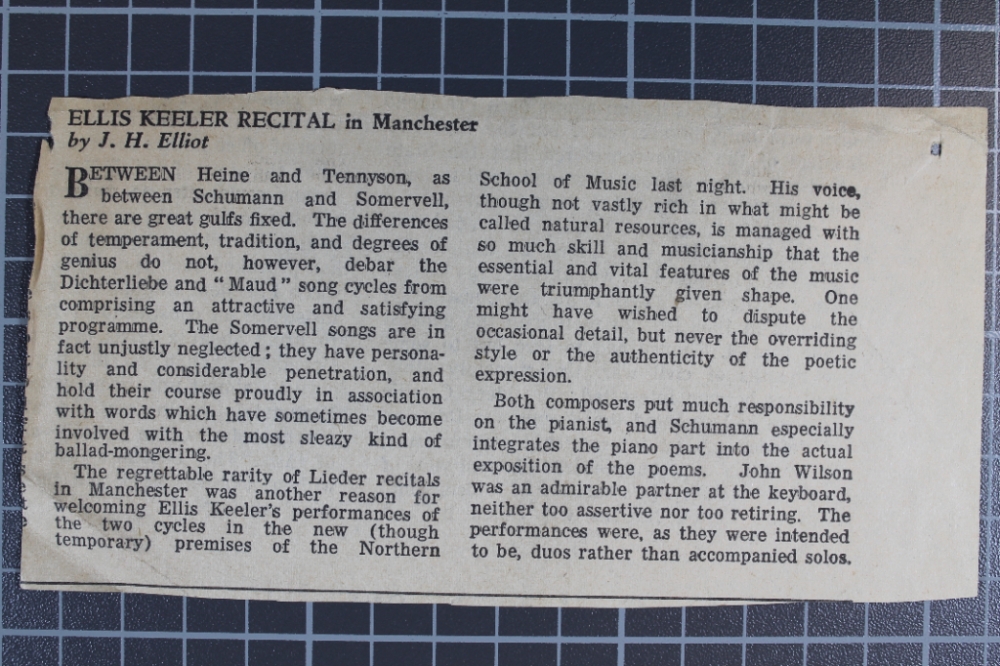 ELLIS KEELER RECITAL in Manchester
by J. H. Elliot
BETWEEN Heine and Tennyson, as
between Schumann and Somervell,
there are great gulfs fixed. The differences
of temperament, tradition, and degrees of
genius do not, however, debar the
Dichterliebe and " Maud " song cycles from
comprising an attractive and satisfying
programme. The Somervell songs are in
fact unjustly neglected ; they have persona-
lity and considerable penetration, and
hold their course proudly in association
with words which have sometimes become
involved with the most sleazy kind of
ballad-mongering.
The regrettable rarity of Lieder recitals
in Manchester was another reason for
welcoming Ellis Keeler's performances of
the two cycles in the new (though
temporary) premises of the Northern
School of Music last night. His voice,
though not vastly rich in what might be
called natural resources, is managed with
so much skill and musicianship that the
essential and vital features of the music
were triumphantly given shape. One
might have wished to dispute the
occasional detail, but never the overriding
style or the authenticity of the poetic
expression.
Both composers put much responsibility
on the pianist, and Schumann especially
integrates the piano part into the actual
exposition of the poems. John Wilson
was an admirable partner at the keyboard,
neither too assertive nor too retiring. The
performances were, as they were intended
to be, duos rather than accompanied solos.